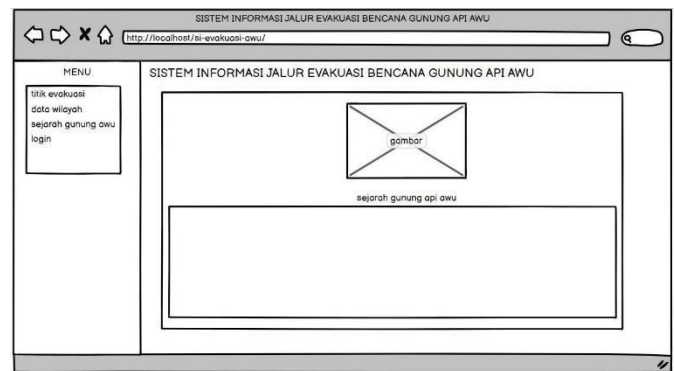 SISTEM INFORMASI JALUR EVAKUASI BENCANA GUNUNG API AWU
http://localhost/si-evakuasi-awu/
MENU
titik evakuasi
data wilayah
sejarah gunung awu
login
SISTEM INFORMASI JALUR EVAKUASI BENCANA GUNUNG API AWU
gambar
sejarah gunung api awu